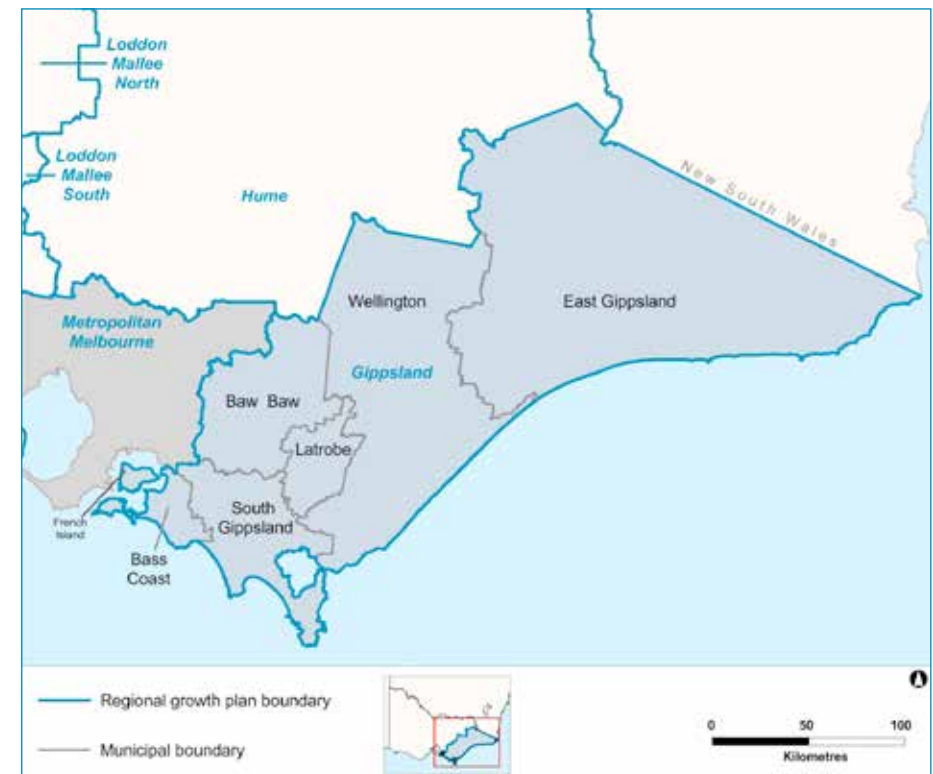 Loddon
Mallee
North
Loddon
Mallee
South
Hume
New South Wales
Wellington
East Gippsland
Metropolitan
Melbourne
Gippsland
Baw Baw
Latrobe
South
Gippsland
French
Island
Bass
Coast
Regional growth plan boundary
Municipal boundary
0 50 100
Kilometres